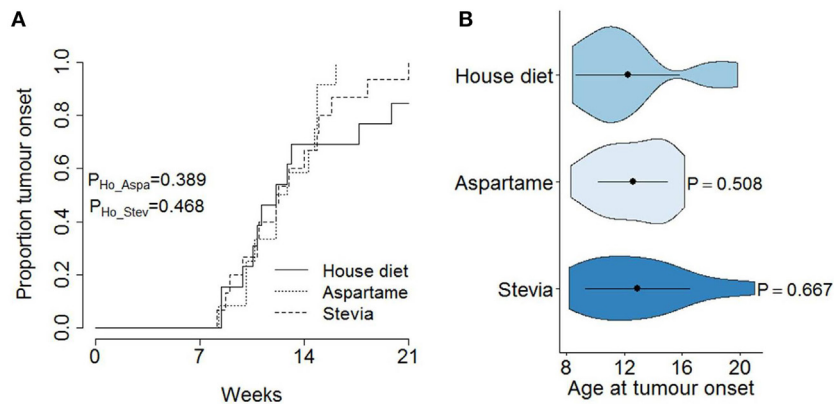 A
Proportion tumour onset
1.0
0.8
0.6
0.4
0.2
0.0
P_Ho_Aspa=0.389
P_Ho_Stev=0.468
House diet
Aspartame
Stevia
0 7 14 21
Weeks
B
House diet
Aspartame
P = 0.508
Stevia
P = 0.667
8 12 16 20
Age at tumour onset